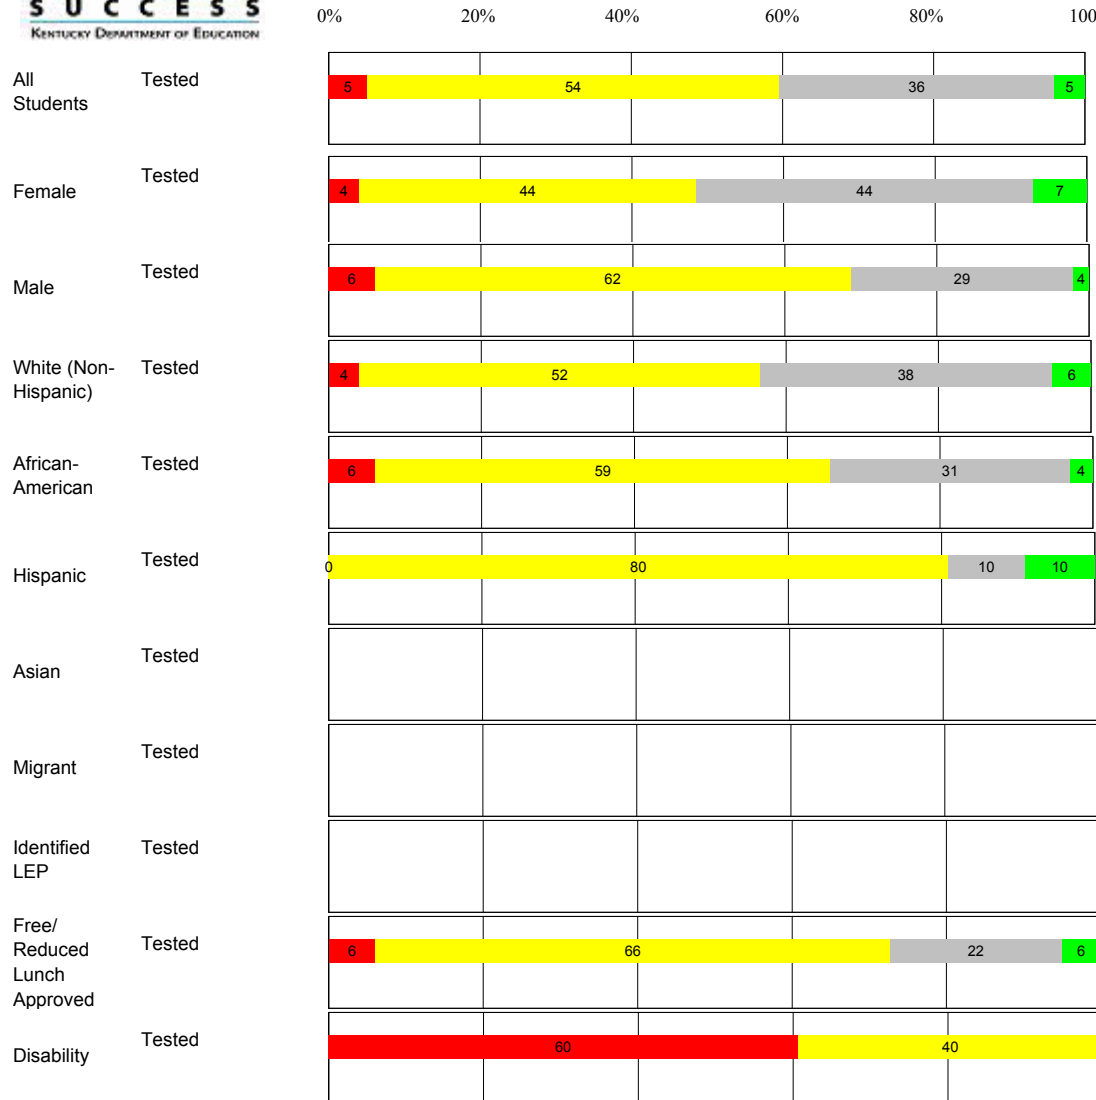 SUCCESS
KENTUCKY DEPARTMENT OF EDUCATION
0% 20% 40% 60% 80% 100
All Students Tested 5 54 36 5
Female Tested 4 44 44 7
Male Tested 6 62 29 4
White (Non-Hispanic) Tested 4 52 38 6
African-American Tested 6 59 31 4
Hispanic Tested 0 80 10 10
Asian Tested
Migrant Tested
Identified LEP Tested
Free/ Reduced Lunch Approved Tested 6 66 22 6
Disability Tested 60 40